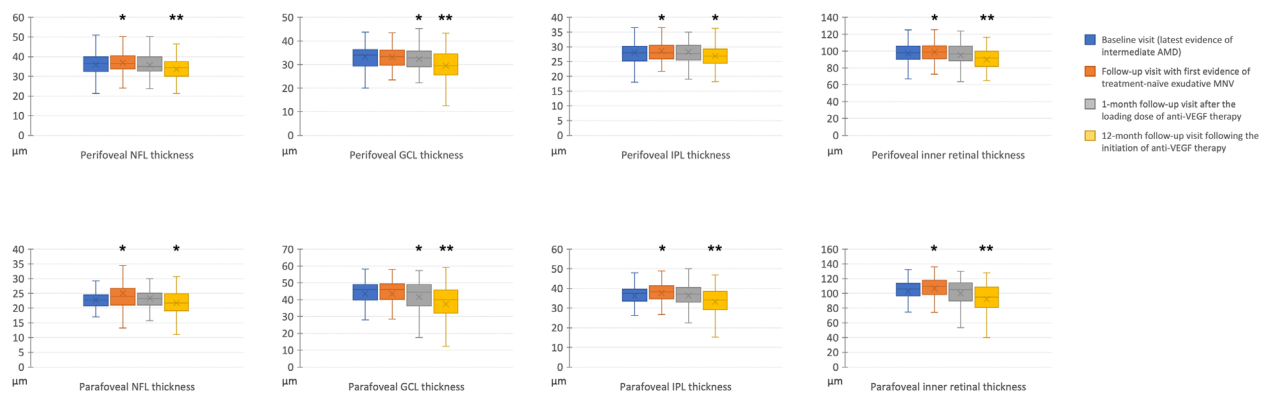 * **
60
50
40
30
20
10
0
µm
Perifoveal NFL thickness
* **
50
40
30
20
10
0
µm
Perifoveal GCL thickness
* *
40
35
30
25
20
15
10
5
0
µm
Perifoveal IPL thickness
* **
140
120
100
80
60
40
20
0
µm
Perifoveal inner retinal thickness
Baseline visit (latest evidence of
intermediate AMD)
Follow-up visit with first evidence of
treatment-naïve exudative MNV
1-month follow-up visit after the
loading dose of anti-VEGF therapy
12-month follow-up visit following the
initiation of anti-VEGF therapy
* *
40
35
30
25
20
15
10
5
0
µm
Parafoveal NFL thickness
* **
70
60
50
40
30
20
10
0
µm
Parafoveal GCL thickness
* **
60
50
40
30
20
10
0
µm
Parafoveal IPL thickness
* **
160
140
120
100
80
60
40
20
0
µm
Parafoveal inner retinal thickness